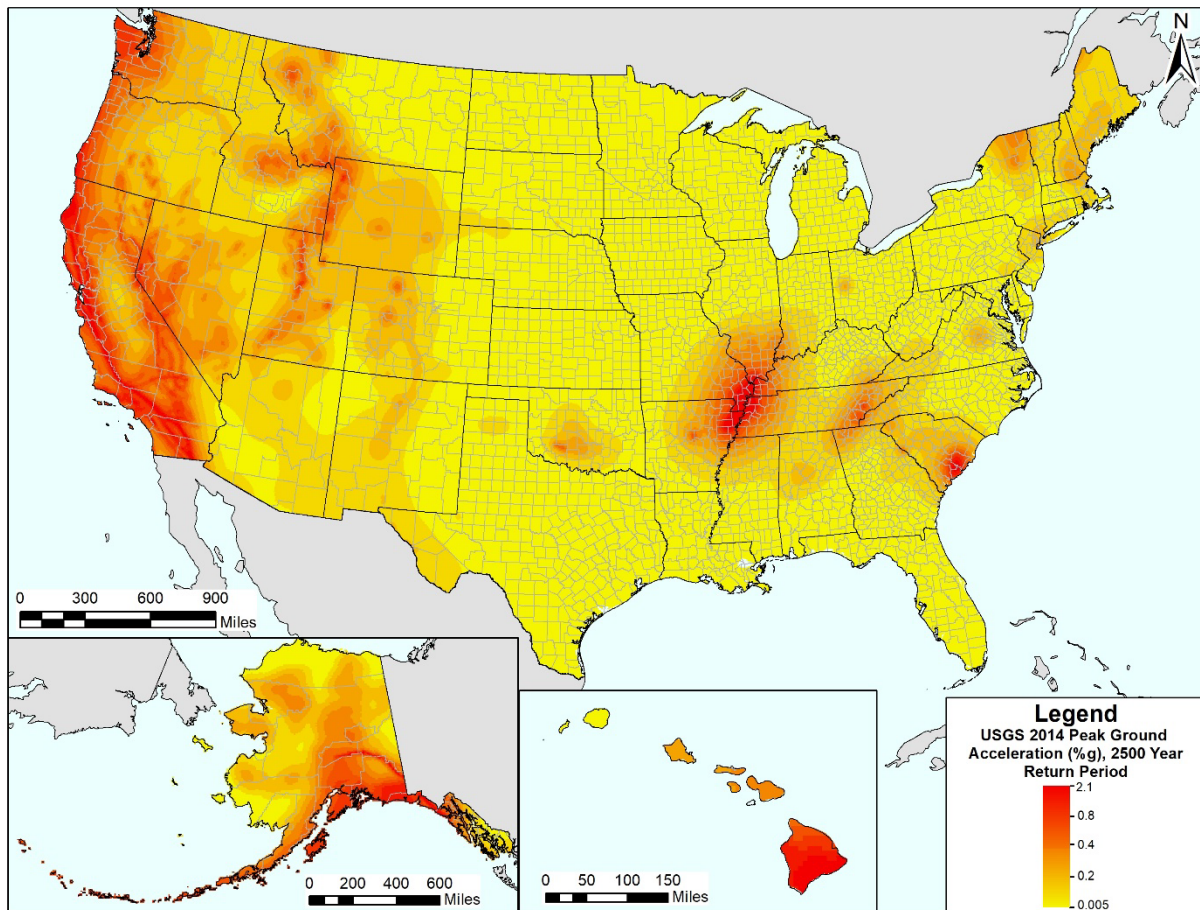 N
0 300 600 900
Miles
0 200 400 600
Miles
0 50 100 150
Miles
Legend
USGS 2014 Peak Ground
Acceleration (%g), 2500 Year
Return Period
2.1
0.8
0.4
0.2
0.005